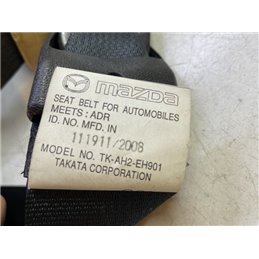 mazda
SEAT BELT FOR AUTOMOBILES
MEETS: ADR
ID. NO. MFD. IN
111911/2008
MODEL NO. TK-AH2-EH901
TAKATA CORPORATION